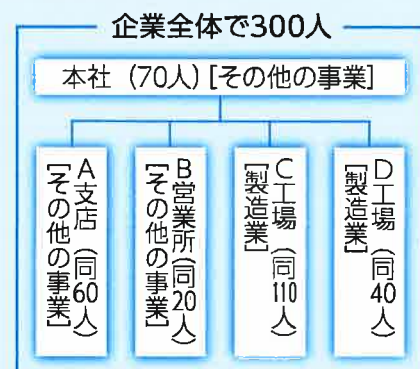 企業全体で300人
本社（70人）[その他の事業]
A支店（同60人）
[その他の事業]
B営業所（同20人）
[その他の事業]
C工場（同110人）
[製造業]
D工場（同40人）
[製造業]